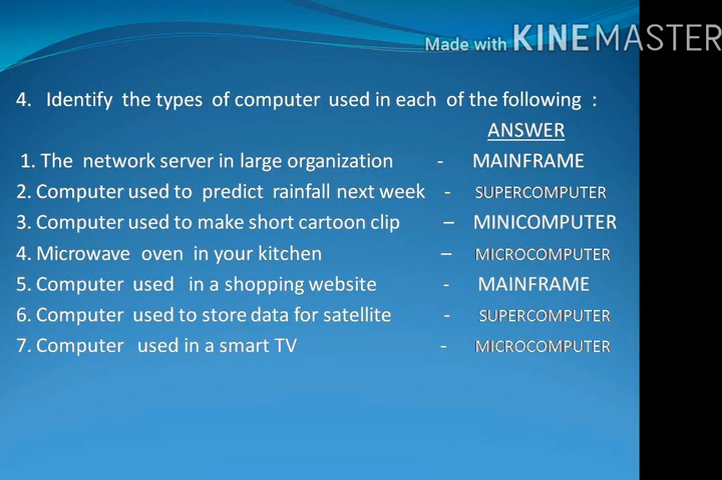 Made with KINEMASTER
4. Identify the types of computer used in each of the following :
ANSWER
1. The network server in large organization - MAINFRAME
2. Computer used to predict rainfall next week - SUPERCOMPUTER
3. Computer used to make short cartoon clip – MINICOMPUTER
4. Microwave oven in your kitchen – MICROCOMPUTER
5. Computer used in a shopping website - MAINFRAME
6. Computer used to store data for satellite - SUPERCOMPUTER
7. Computer used in a smart TV - MICROCOMPUTER